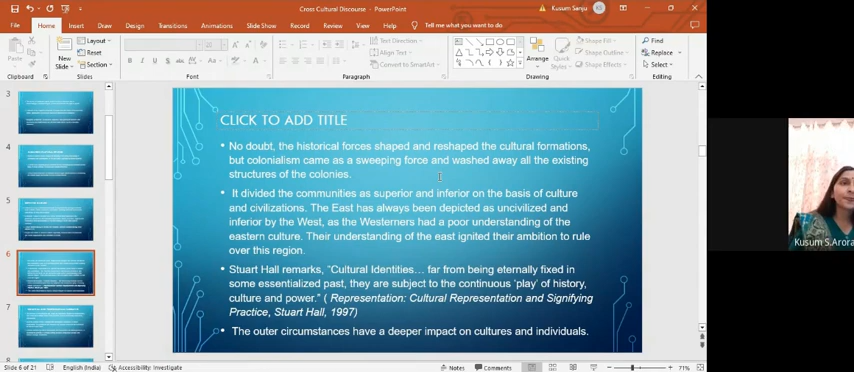 Cross Cultural Discourse - PowerPoint
Kusum Sanju
KS
File Home Insert Draw Design Transitions Animations Slide Show Record Review View Help Tell me what you want to do
Paste
Clipboard
New
Slide
Layout
Reset
Section
Slides
Font
Text Direction
Align Text
Convert to SmartArt
Paragraph
Arrange
Quick
Styles
Shape Fill
Shape Outline
Shape Effects
Drawing
Find
Replace
Select
Editing
3
4
5
6
7
8
CLICK TO ADD TITLE
• No doubt, the historical forces shaped and reshaped the cultural formations,
but colonialism came as a sweeping force and washed away all the existing
structures of the colonies.
• It divided the communities as superior and inferior on the basis of culture
and civilizations. The East has always been depicted as uncivilized and
inferior by the West, as the Westerners had a poor understanding of the
eastern culture. Their understanding of the east ignited their ambition to rule
over this region.
• Stuart Hall remarks, "Cultural Identities… far from being eternally fixed in
some essentialized past, they are subject to the continuous 'play' of history,
culture and power." ( Representation: Cultural Representation and Signifying
Practice, Stuart Hall, 1997)
• The outer circumstances have a deeper impact on cultures and individuals.
Kusum S.Arora
Slide 6 of 21 English (India) Accessibility: Investigate Notes Comments 71%